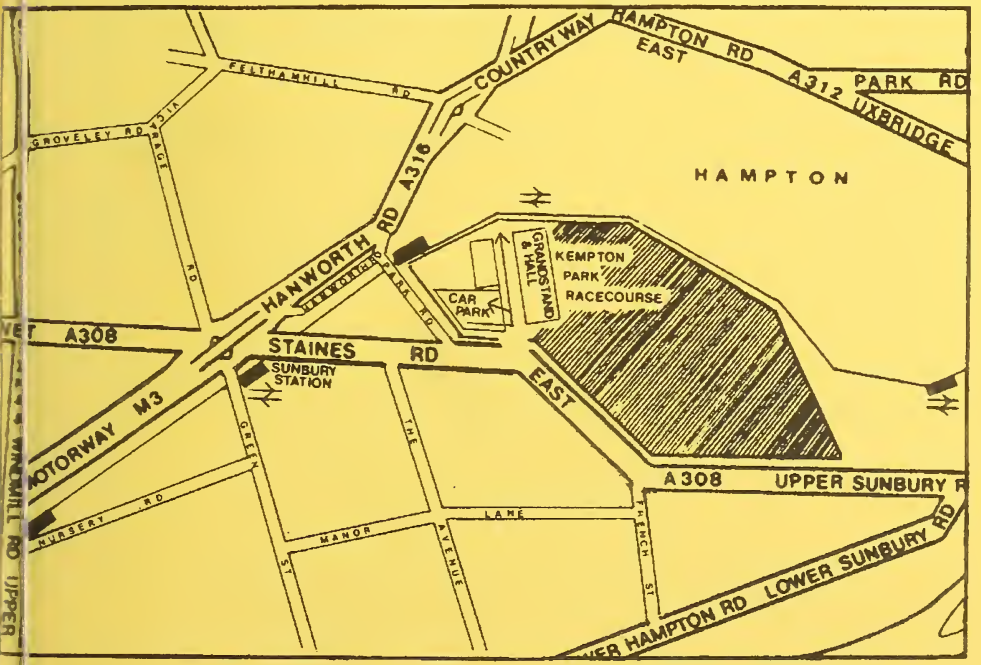 HAMPTON RD
EAST
COUNTRY WAY
A312 UXBRIDGE
PARK RD
FELTHAMHILL RD
VICARAGE RD
GROVELEY RD
A316
HAMPTON
HANWORTH RD
HANWORTH RD
PARK RD
GRANDSTAND
& HALL
KEMPTON
PARK
RACECOURSE
CAR
PARK
A308
STAINES RD
EAST
SUNBURY
STATION
MOTORWAY M3
GREEN ST
THE AVENUE
NURSERY RD
MANOR LANE
FRENCH ST
A308 UPPER SUNBURY R
LOWER SUNBURY RD
WER HAMPTON RD
WINDMILL RD UPPER